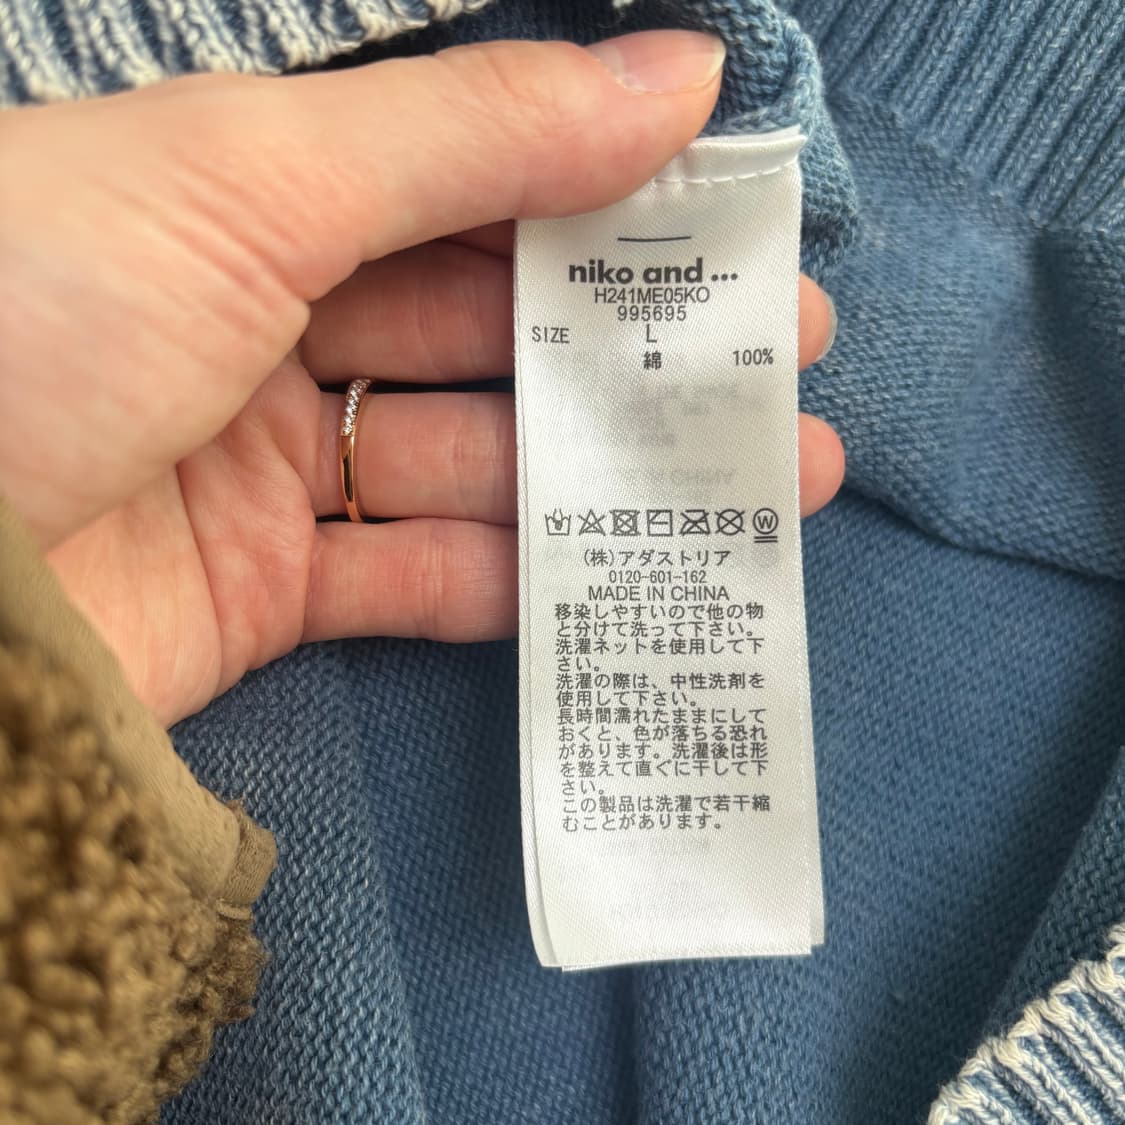 niko and ...
H241ME05KO
995695
SIZE L
綿 100%
W
(株)アダストリア
0120-601-162
MADE IN CHINA
移染しやすいので他の物
と分けて洗って下さい。
洗濯ネットを使用して下
さい。
洗濯の際は、中性洗剤を
使用して下さい。
長時間濡れたままにして
おくと、色が落ちる恐れ
があります。洗濯後は形
を整えて直ぐに干して下
さい。
この製品は洗濯で若干縮
むことがあります。